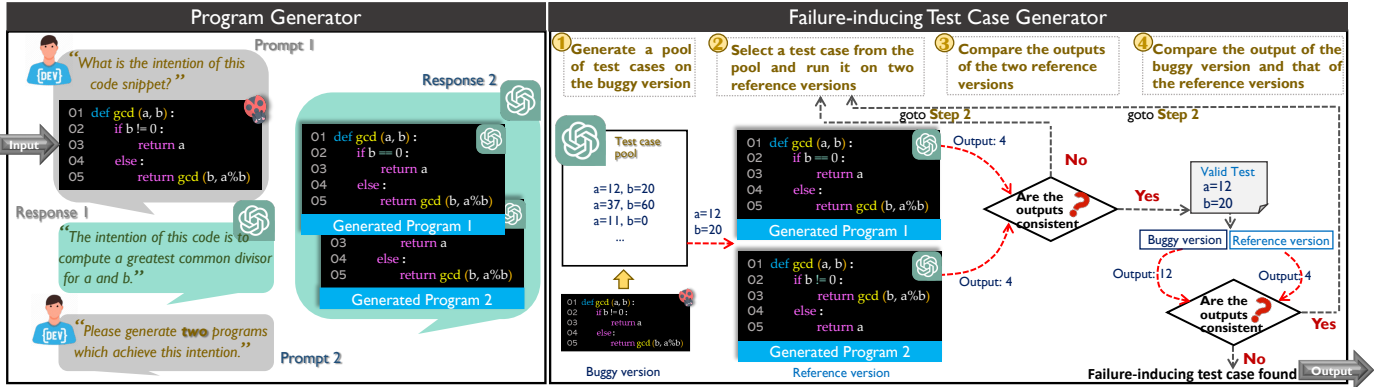 Program Generator
Input
Prompt 1
{DEV}
“What is the intention of this
code snippet?”
01 def gcd (a, b) :
02 if b != 0 :
03 return a
04 else :
05 return gcd (b, a%b)
Response 1
“The intention of this code is to
compute a greatest common divisor
for a and b.”
{DEV}
“Please generate two programs
which achieve this intention.”
Prompt 2
Response 2
01 def gcd (a, b) :
02 if b == 0 :
03 return a
04 else :
05 return gcd (b, a%b)
Generated Program 1
03 return a
04 else :
05 return gcd (b, a%b)
Generated Program 2
Failure-inducing Test Case Generator
1 Generate a pool
of test cases on
the buggy version
2 Select a test case from the
pool and run it on two
reference versions
3 Compare the outputs
of the two reference
versions
4 Compare the output of the
buggy version and that of
the reference versions
goto Step 2
goto Step 2
Test case
pool
a=12, b=20
a=37, b=60
a=11, b=0
...
01 def gcd (a, b) :
02 if b != 0 :
03 return a
04 else :
05 return gcd (b, a%b)
Buggy version
a=12
b=20
01 def gcd (a, b) :
02 if b == 0 :
03 return a
04 else :
05 return gcd (b, a%b)
Generated Program 1
01 def gcd (a, b) :
02 if b != 0 :
03 return gcd (b, a%b)
04 else :
05 return a
Generated Program 2
Reference version
Output: 4
Output: 4
Are the
outputs
consistent
?
No
Yes
Valid Test
a=12
b=20
Buggy version
Reference version
Output: 12
Output: 4
Are the
outputs
consistent
?
Yes
No
Failure-inducing test case found
Output